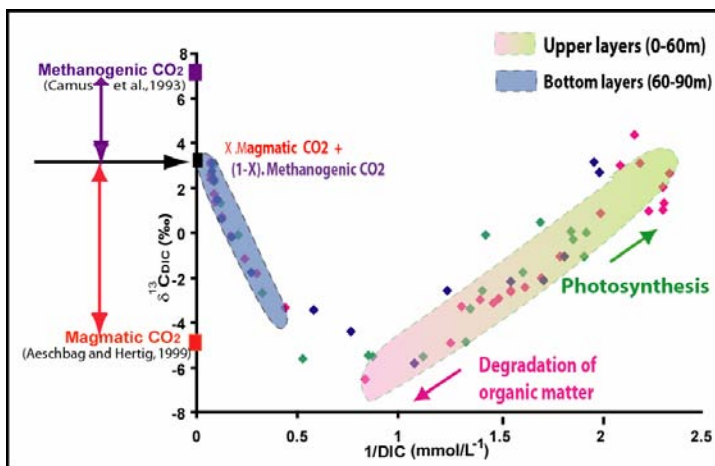 8
Methanogenic CO2
(Camus et al.,1993)
6
4
X.Magmatic CO2 +
(1-X). Methanogenic CO2
2
0
-2
-4
-6
-8
δ13CDIC (‰)
Magmatic CO2
(Aeschbag and Hertig, 1999)
Upper layers (0-60m)
Bottom layers (60-90m)
Photosynthesis
Degradation of
organic matter
0
0.5
1
1.5
2
2.5
1/DIC (mmol/L-1)